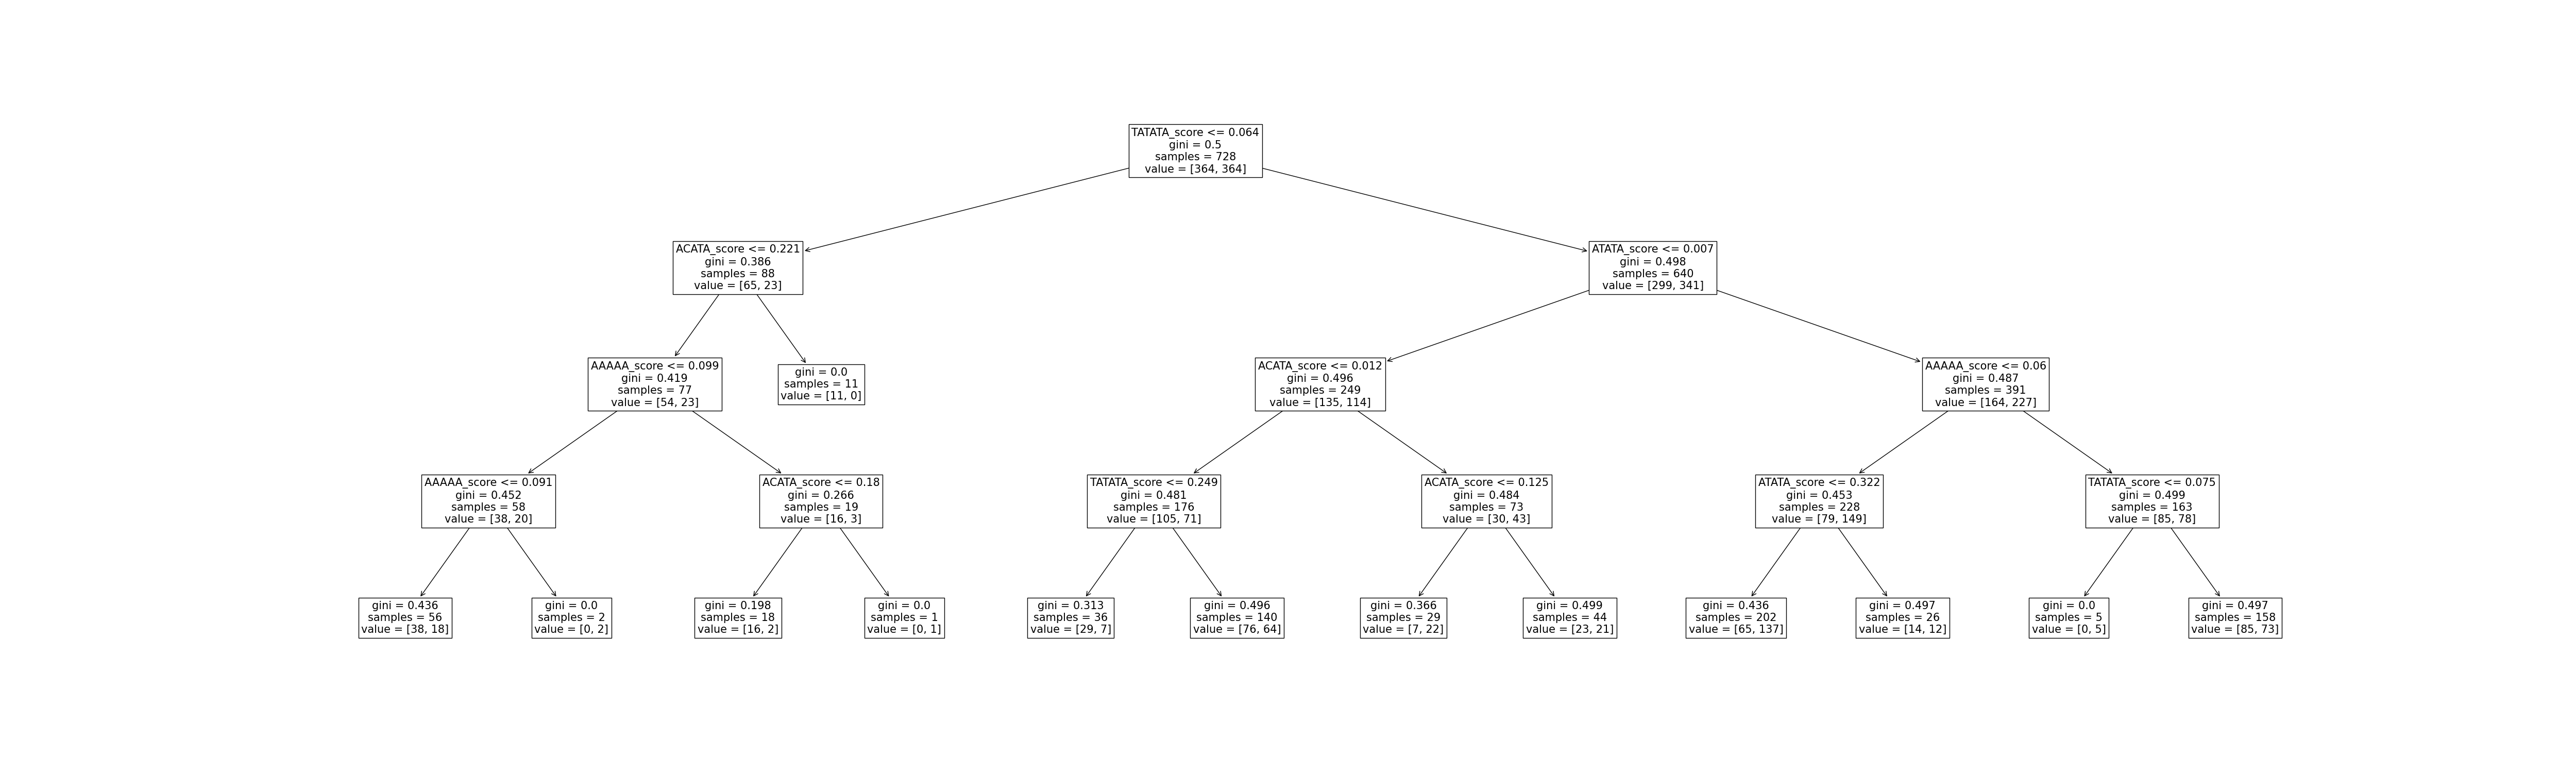 TATATA_score <= 0.064
gini = 0.5
samples = 728
value = [364, 364]
ACATA_score <= 0.221
gini = 0.386
samples = 88
value = [65, 23]
ATATA_score <= 0.007
gini = 0.498
samples = 640
value = [299, 341]
AAAAA_score <= 0.099
gini = 0.419
samples = 77
value = [54, 23]
gini = 0.0
samples = 11
value = [11, 0]
ACATA_score <= 0.012
gini = 0.496
samples = 249
value = [135, 114]
AAAAA_score <= 0.06
gini = 0.487
samples = 391
value = [164, 227]
AAAAA_score <= 0.091
gini = 0.452
samples = 58
value = [38, 20]
ACATA_score <= 0.18
gini = 0.266
samples = 19
value = [16, 3]
TATATA_score <= 0.249
gini = 0.481
samples = 176
value = [105, 71]
ACATA_score <= 0.125
gini = 0.484
samples = 73
value = [30, 43]
ATATA_score <= 0.322
gini = 0.453
samples = 228
value = [79, 149]
TATATA_score <= 0.075
gini = 0.499
samples = 163
value = [85, 78]
gini = 0.436
samples = 56
value = [38, 18]
gini = 0.0
samples = 2
value = [0, 2]
gini = 0.198
samples = 18
value = [16, 2]
gini = 0.0
samples = 1
value = [0, 1]
gini = 0.313
samples = 36
value = [29, 7]
gini = 0.496
samples = 140
value = [76, 64]
gini = 0.366
samples = 29
value = [7, 22]
gini = 0.499
samples = 44
value = [23, 21]
gini = 0.436
samples = 202
value = [65, 137]
gini = 0.497
samples = 26
value = [14, 12]
gini = 0.0
samples = 5
value = [0, 5]
gini = 0.497
samples = 158
value = [85, 73]